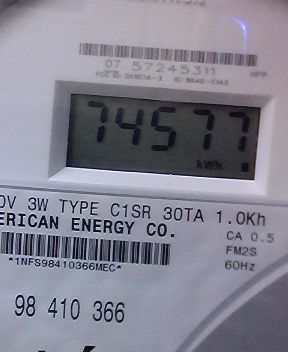 07 57245311
74577
kWh
0V 3W TYPE C1SR 30TA 1.0Kh
ERICAN ENERGY CO.
CA 0.5
FM2S
60Hz
*1NFS98410366MEC*
98 410 366